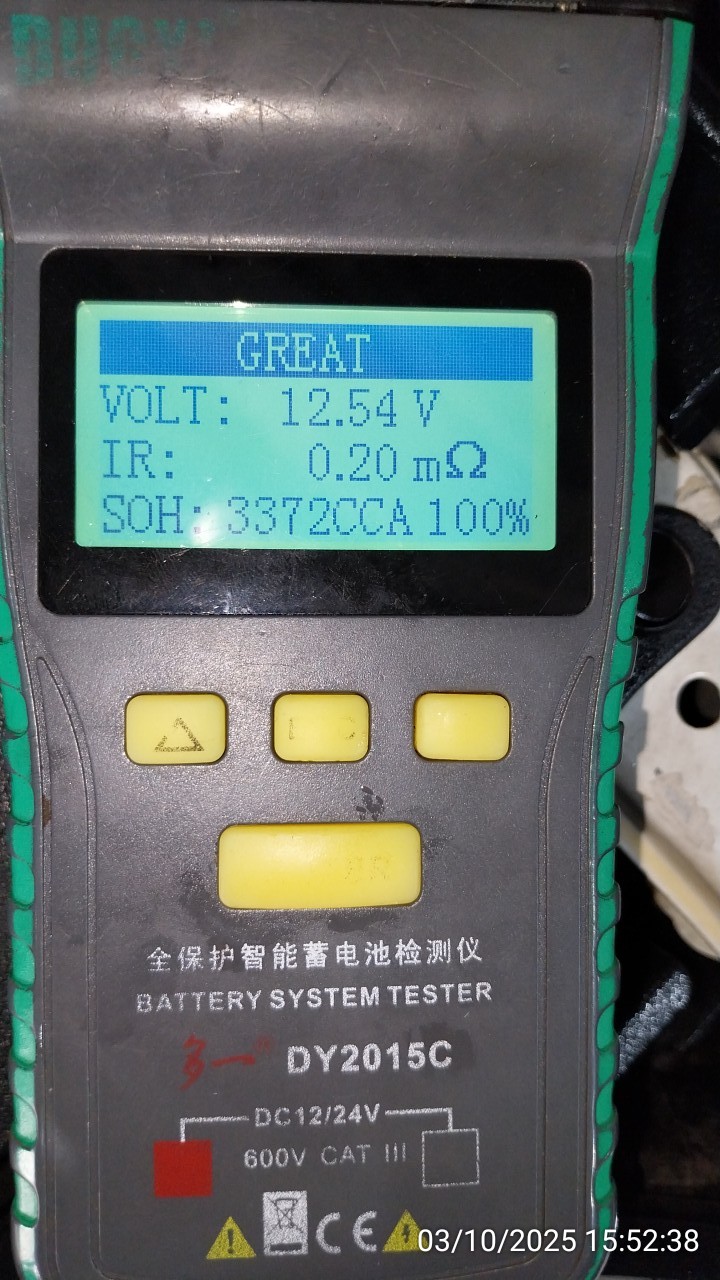 GREAT
VOLT: 12.54 V
IR: 0.20 mΩ
SOH: 3372CCA 100%
全保护智能蓄电池检测仪
BATTERY SYSTEM TESTER
多一 DY2015C
DC12/24V
600V CAT III
CE
03/10/2025 15:52:38